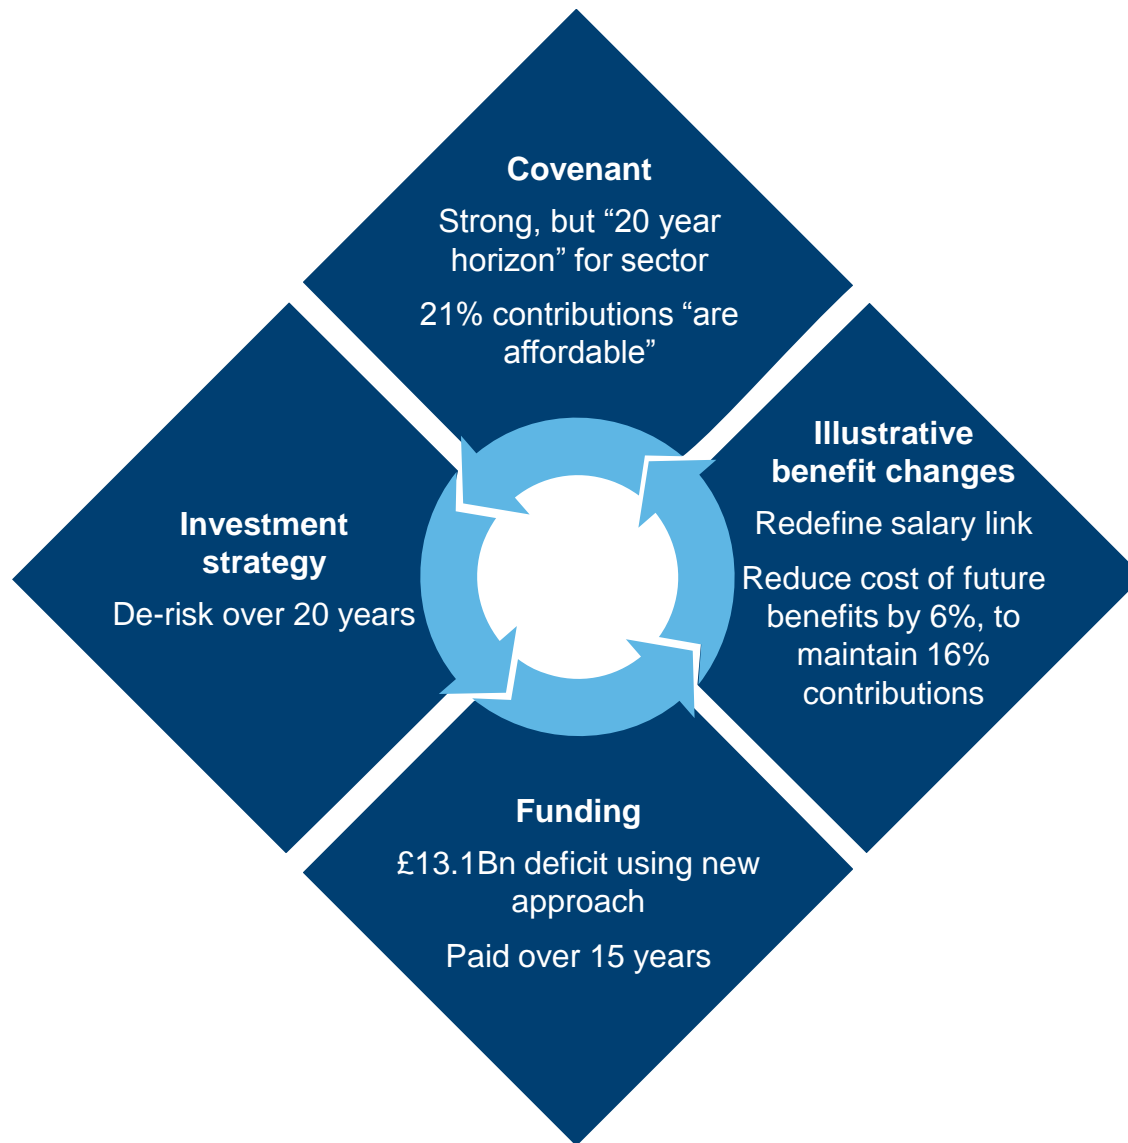 Covenant
Strong, but “20 year
horizon” for sector
21% contributions “are
affordable”
Investment
strategy
De-risk over 20 years
Illustrative
benefit changes
Redefine salary link
Reduce cost of future
benefits by 6%, to
maintain 16%
contributions
Funding
£13.1Bn deficit using new
approach
Paid over 15 years